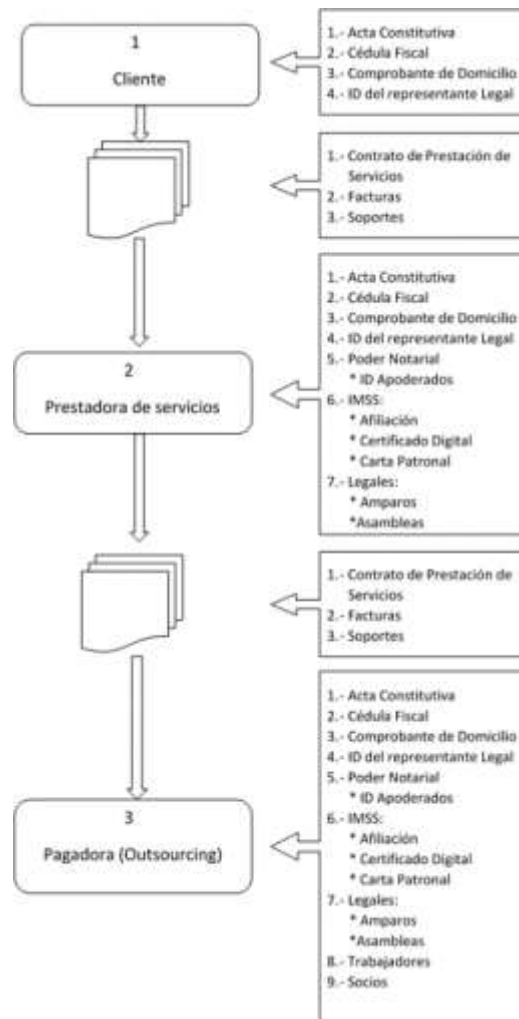 1
Cliente
1.- Acta Constitutiva
2.- Cédula Fiscal
3.- Comprobante de Domicilio
4.- ID del representante Legal
1.- Contrato de Prestación de
Servicios
2.- Facturas
3.- Soportes
2
Prestadora de servicios
1.- Acta Constitutiva
2.- Cédula Fiscal
3.- Comprobante de Domicilio
4.- ID del representante Legal
5.- Poder Notarial
* ID Apoderados
6.- IMSS:
* Afiliación
* Certificado Digital
* Carta Patronal
7.- Legales:
* Amparos
*Asambleas
1.- Contrato de Prestación de
Servicios
2.- Facturas
3.- Soportes
3
Pagadora (Outsourcing)
1.- Acta Constitutiva
2.- Cédula Fiscal
3.- Comprobante de Domicilio
4.- ID del representante Legal
5.- Poder Notarial
* ID Apoderados
6.- IMSS:
* Afiliación
* Certificado Digital
* Carta Patronal
7.- Legales:
* Amparos
*Asambleas
8.- Trabajadores
9.- Socios